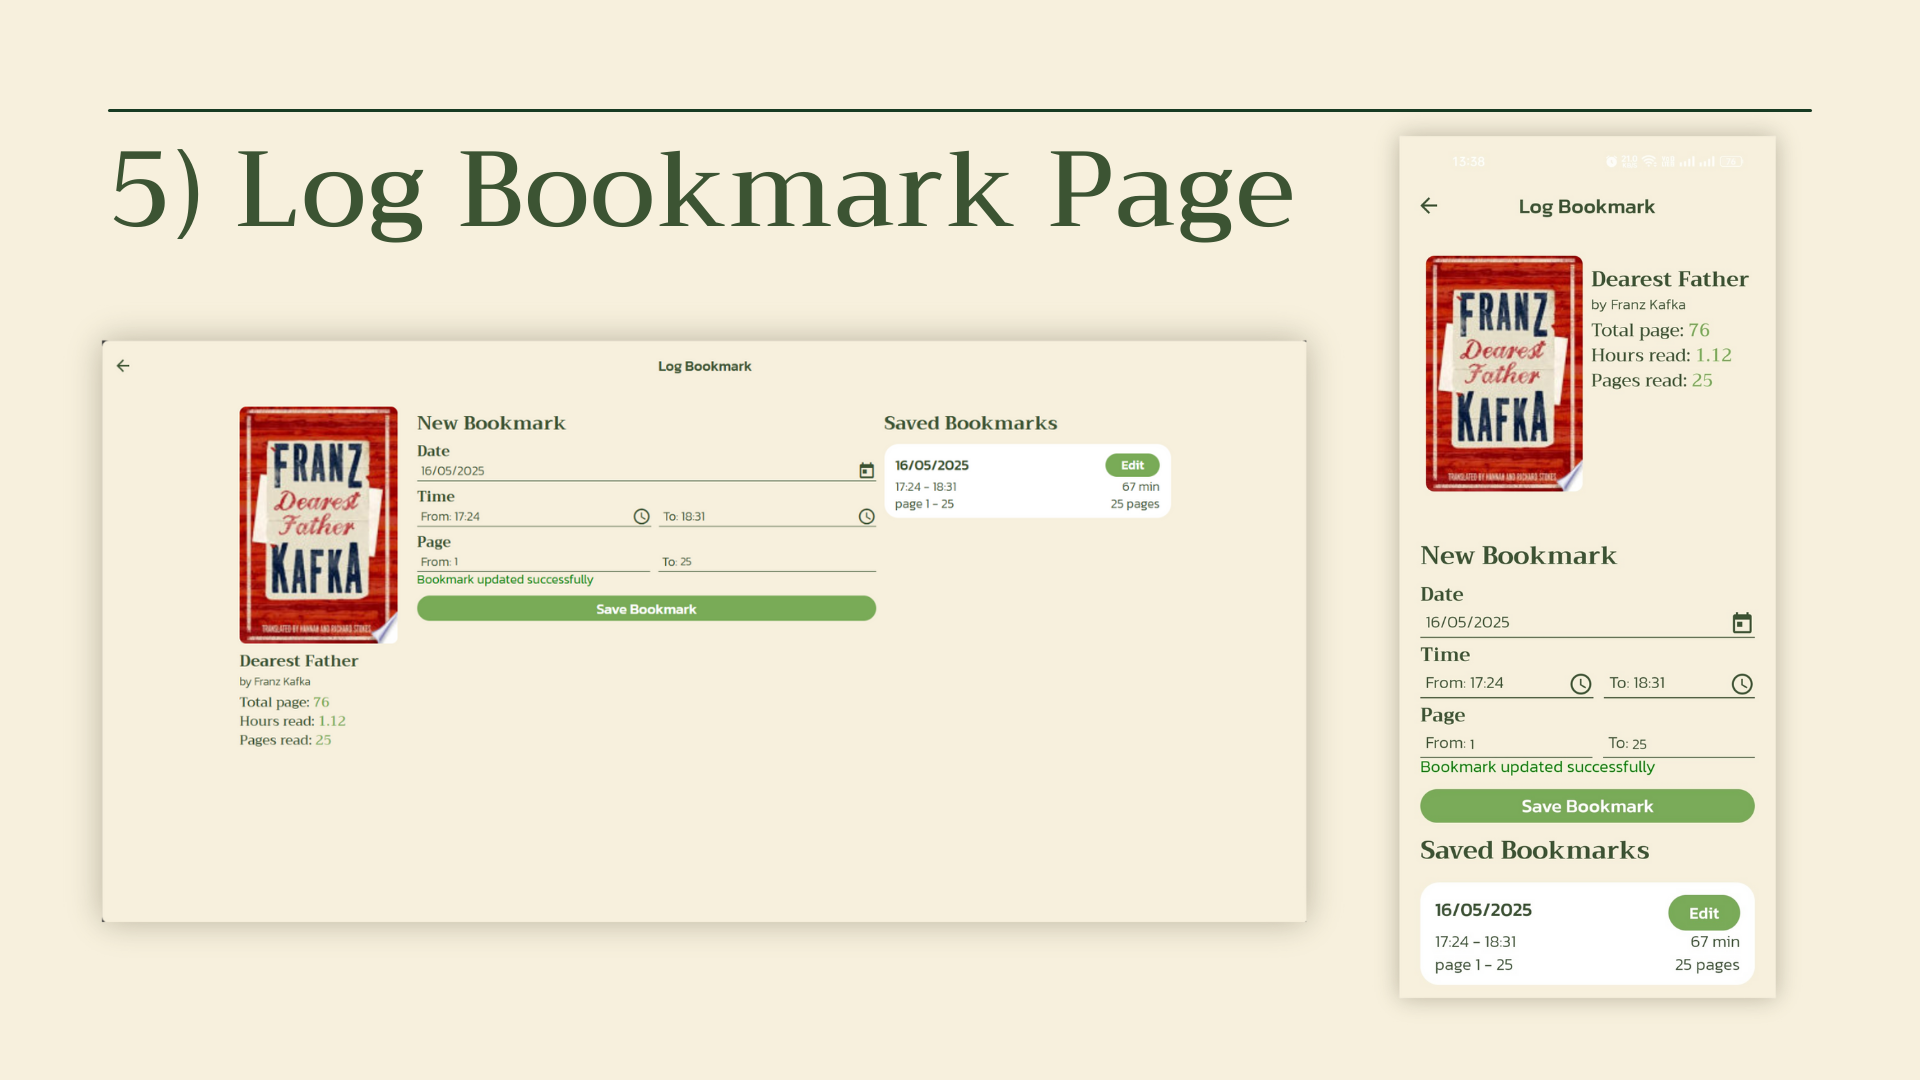 5) Log Bookmark Page
Log Bookmark
FRANZ
Dearest
Father
KAFKA
TRANSLATED BY HANNAH AND RICHARD STOKES
Dearest Father
by Franz Kafka
Total page: 76
Hours read: 1.12
Pages read: 25
New Bookmark
Date
16/05/2025
Time
From: 17:24 To: 18:31
Page
From: 1 To: 25
Bookmark updated successfully
Save Bookmark
Saved Bookmarks
16/05/2025 Edit
17:24 - 18:31 67 min
page 1 - 25 25 pages
13:38
Log Bookmark
FRANZ
Dearest
Father
KAFKA
TRANSLATED BY HANNAH AND RICHARD STOKES
Dearest Father
by Franz Kafka
Total page: 76
Hours read: 1.12
Pages read: 25
New Bookmark
Date
16/05/2025
Time
From: 17:24 To: 18:31
Page
From: 1 To: 25
Bookmark updated successfully
Save Bookmark
Saved Bookmarks
16/05/2025 Edit
17:24 - 18:31 67 min
page 1 - 25 25 pages